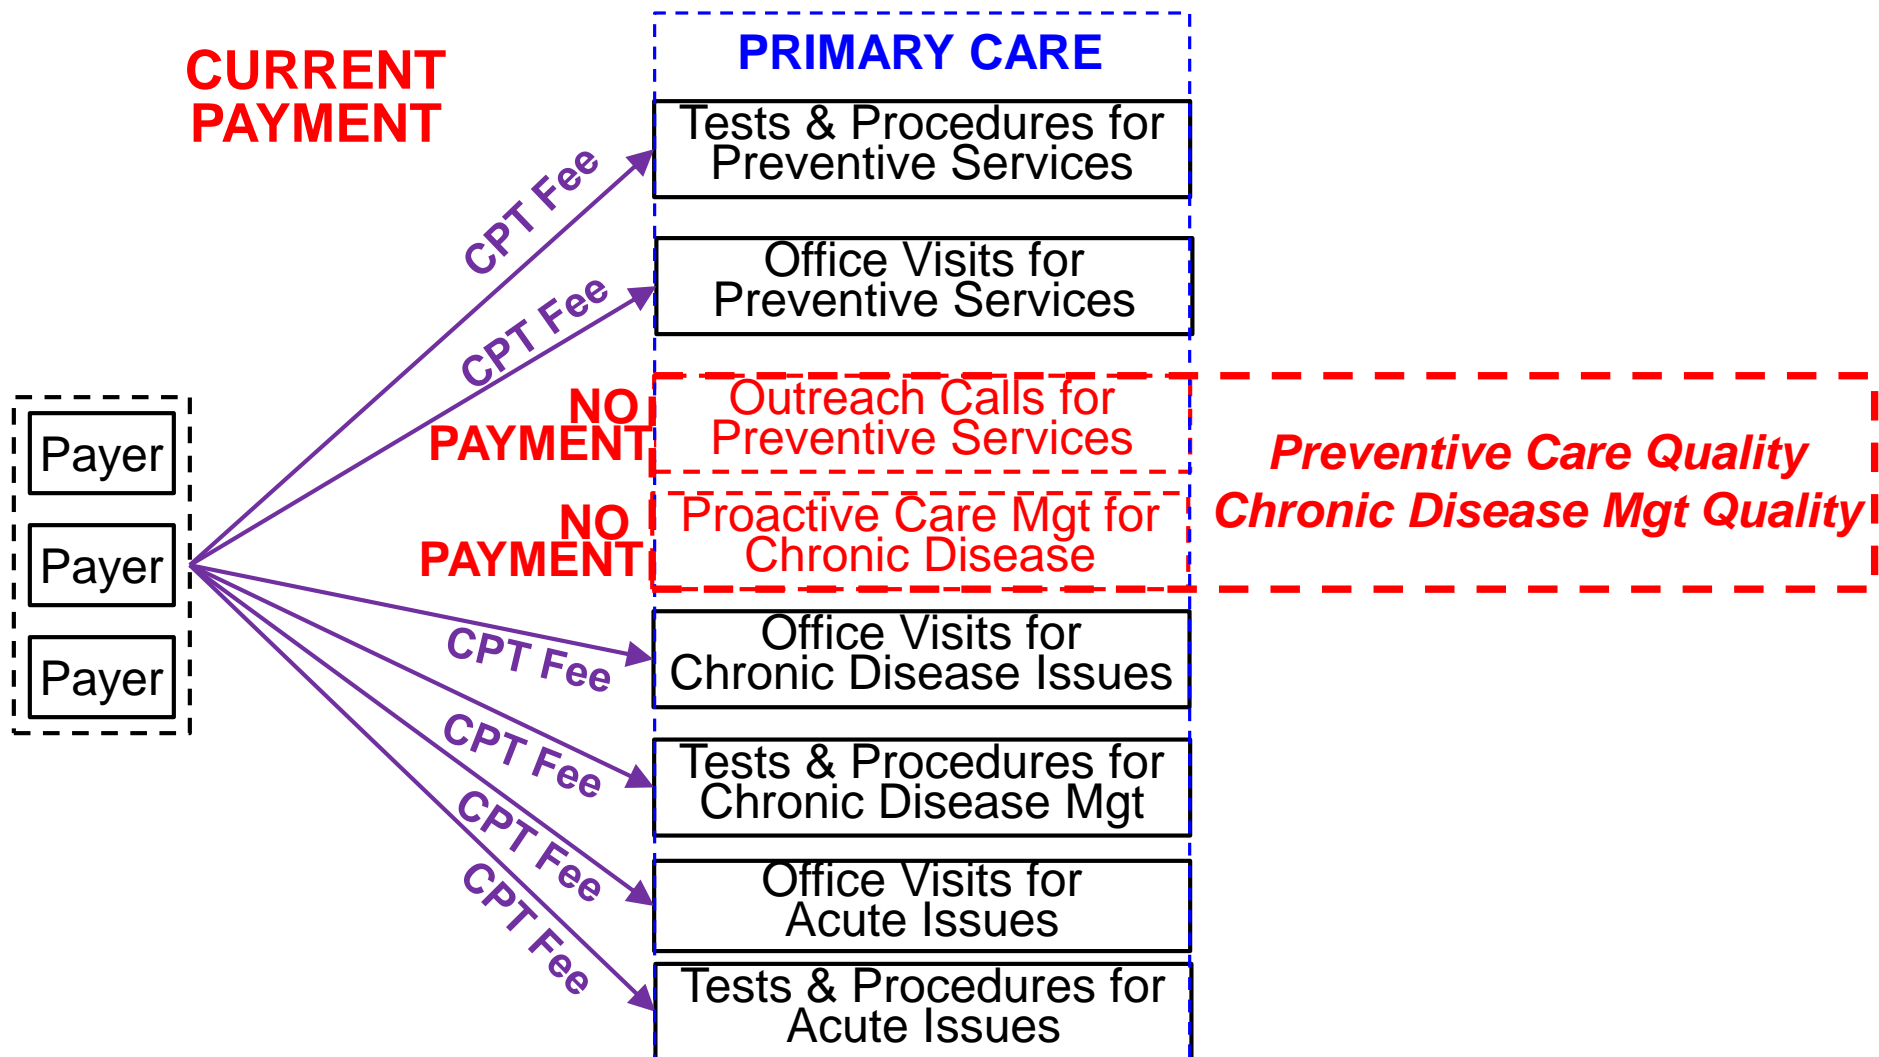 CURRENT
PAYMENT
PRIMARY CARE
Tests & Procedures for
Preventive Services
CPT Fee
Office Visits for
Preventive Services
CPT Fee
NO
PAYMENT
Outreach Calls for
Preventive Services
Preventive Care Quality
Chronic Disease Mgt Quality
Payer
Payer
Payer
NO
PAYMENT
Proactive Care Mgt for
Chronic Disease
CPT Fee
Office Visits for
Chronic Disease Issues
CPT Fee
Tests & Procedures for
Chronic Disease Mgt
CPT Fee
Office Visits for
Acute Issues
CPT Fee
Tests & Procedures for
Acute Issues